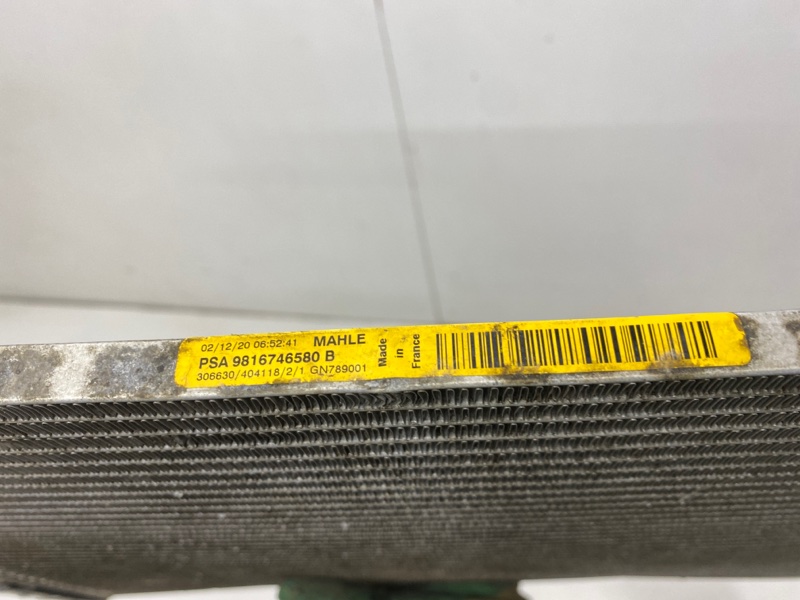 02/12/20 06:52:41 MAHLE
PSA 9816746580 B
306630/404118/2/1 GN789001
Made
in
France